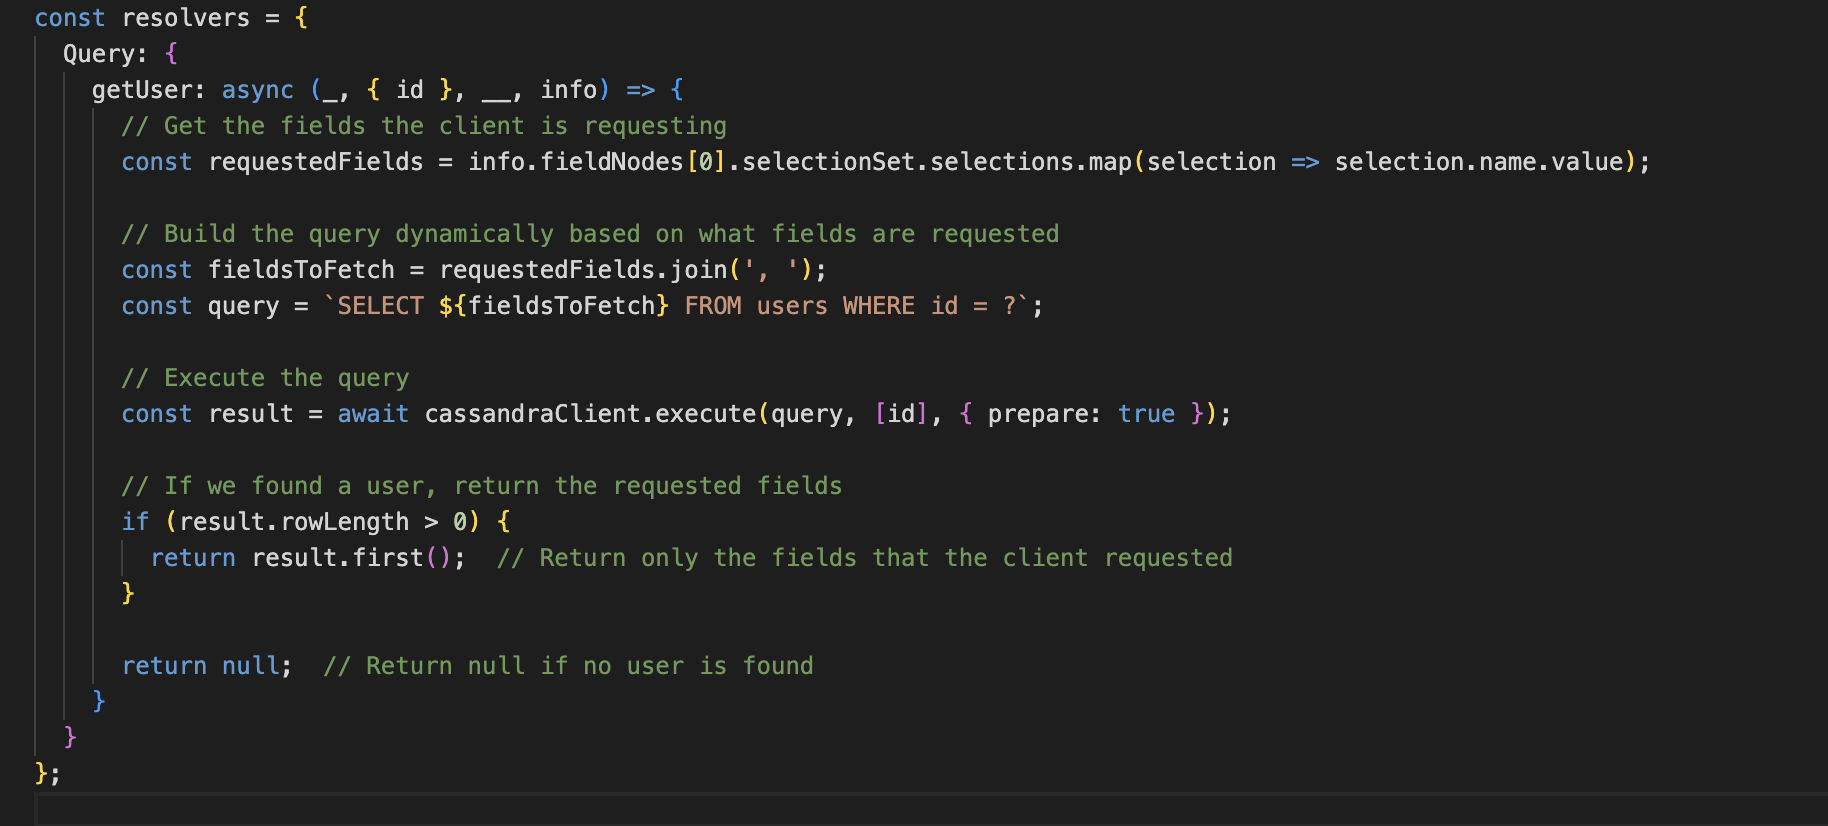 const resolvers = {
  Query: {
    getUser: async (_, { id }, __, info) => {
      // Get the fields the client is requesting
      const requestedFields = info.fieldNodes[0].selectionSet.selections.map(selection => selection.name.value);

      // Build the query dynamically based on what fields are requested
      const fieldsToFetch = requestedFields.join(', ');
      const query = `SELECT ${fieldsToFetch} FROM users WHERE id = ?`;

      // Execute the query
      const result = await cassandraClient.execute(query, [id], { prepare: true });

      // If we found a user, return the requested fields
      if (result.rowLength > 0) {
        return result.first();  // Return only the fields that the client requested
      }

      return null;  // Return null if no user is found
    }
  }
};